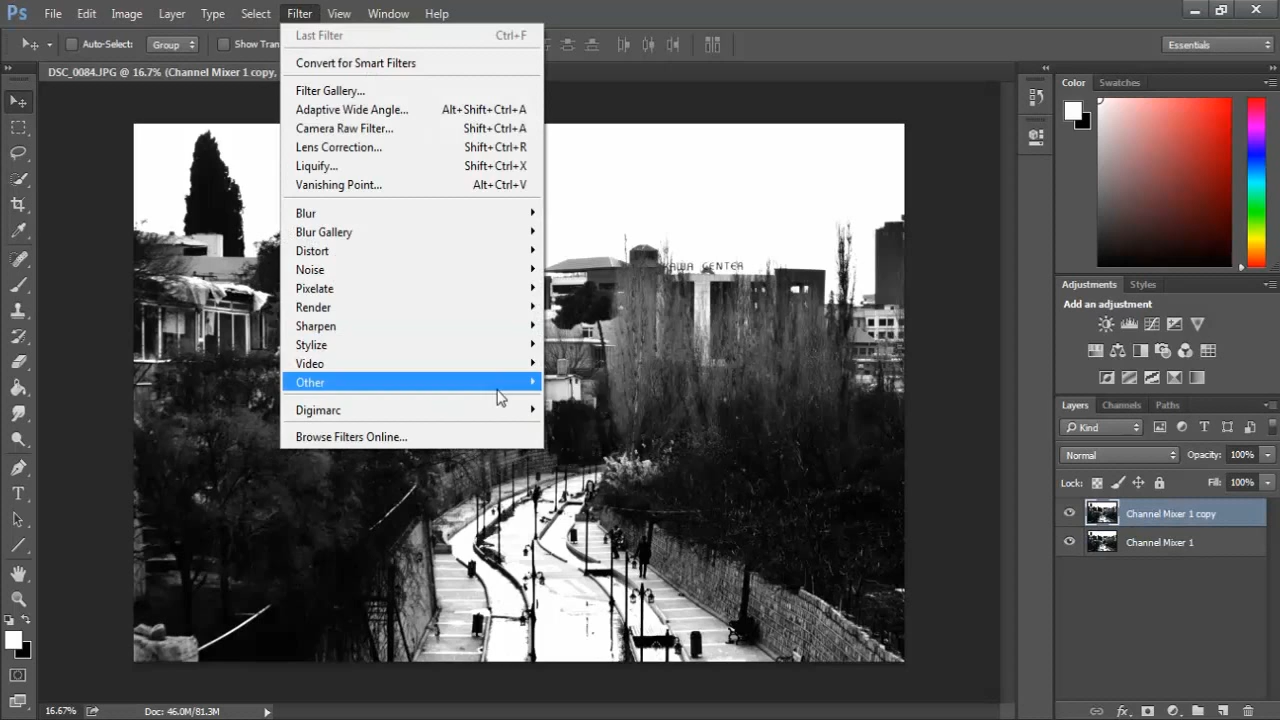 Ps File Edit Image Layer Type Select Filter View Window Help
Auto-Select: Group Show Tran
Essentials
DSC_0084.JPG @ 16.7% (Channel Mixer 1 copy,
Last Filter Ctrl+F
Convert for Smart Filters
Filter Gallery...
Adaptive Wide Angle... Alt+Shift+Ctrl+A
Camera Raw Filter... Shift+Ctrl+A
Lens Correction... Shift+Ctrl+R
Liquify... Shift+Ctrl+X
Vanishing Point... Alt+Ctrl+V
Blur
Blur Gallery
Distort
Noise
Pixelate
Render
Sharpen
Stylize
Video
Other
Digimarc
Browse Filters Online...
CENTER
Color Swatches
Adjustments Styles
Add an adjustment
Layers Channels Paths
Kind
Normal Opacity: 100%
Lock: Fill: 100%
Channel Mixer 1 copy
Channel Mixer 1
16.67% Doc: 46.0M/81.3M